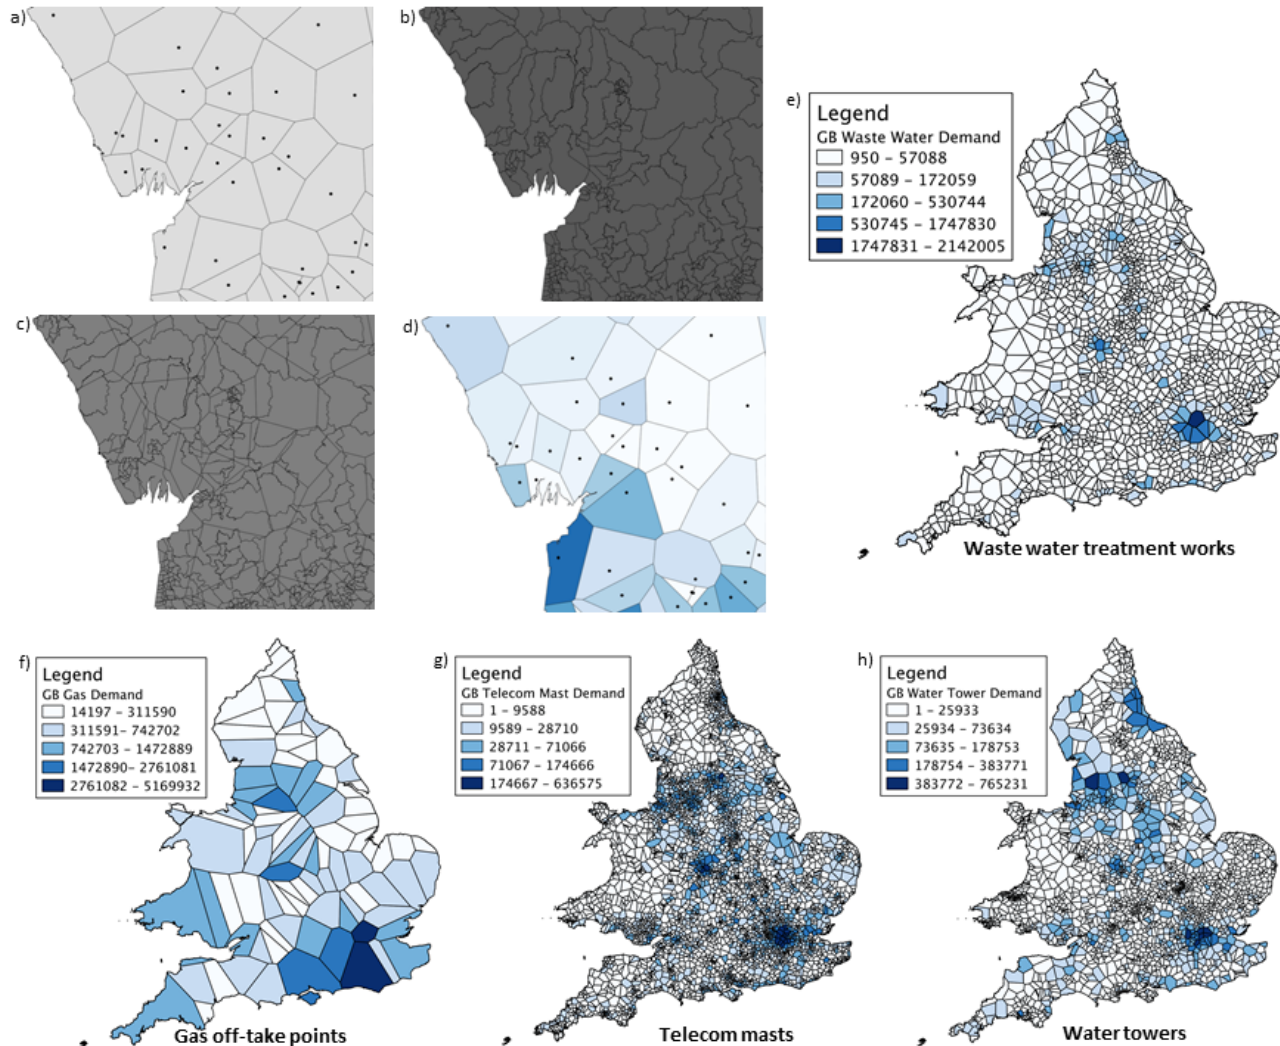 a)
b)
e)
Legend
GB Waste Water Demand
950 – 57088
57089 – 172059
172060 – 530744
530745 – 1747830
1747831 – 2142005
c)
d)
Waste water treatment works
f)
Legend
GB Gas Demand
14197 – 311590
311591– 742702
742703 – 1472889
1472890– 2761081
2761082 – 5169932
Gas off-take points
g)
Legend
GB Telecom Mast Demand
1 – 9588
9589 – 28710
28711 – 71066
71067 – 174666
174667 – 636575
Telecom masts
h)
Legend
GB Water Tower Demand
1 – 25933
25934 – 73634
73635 – 178753
178754 – 383771
383772 – 765231
Water towers